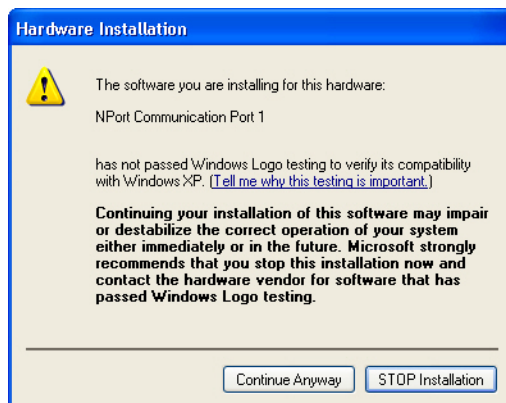 Hardware Installation
The software you are installing for this hardware:
NPort Communication Port 1
has not passed Windows Logo testing to verify its compatibility
with Windows XP. (Tell me why this testing is important.)
Continuing your installation of this software may impair
or destabilize the correct operation of your system
either immediately or in the future. Microsoft strongly
recommends that you stop this installation now and
contact the hardware vendor for software that has
passed Windows Logo testing.
Continue Anyway
STOP Installation